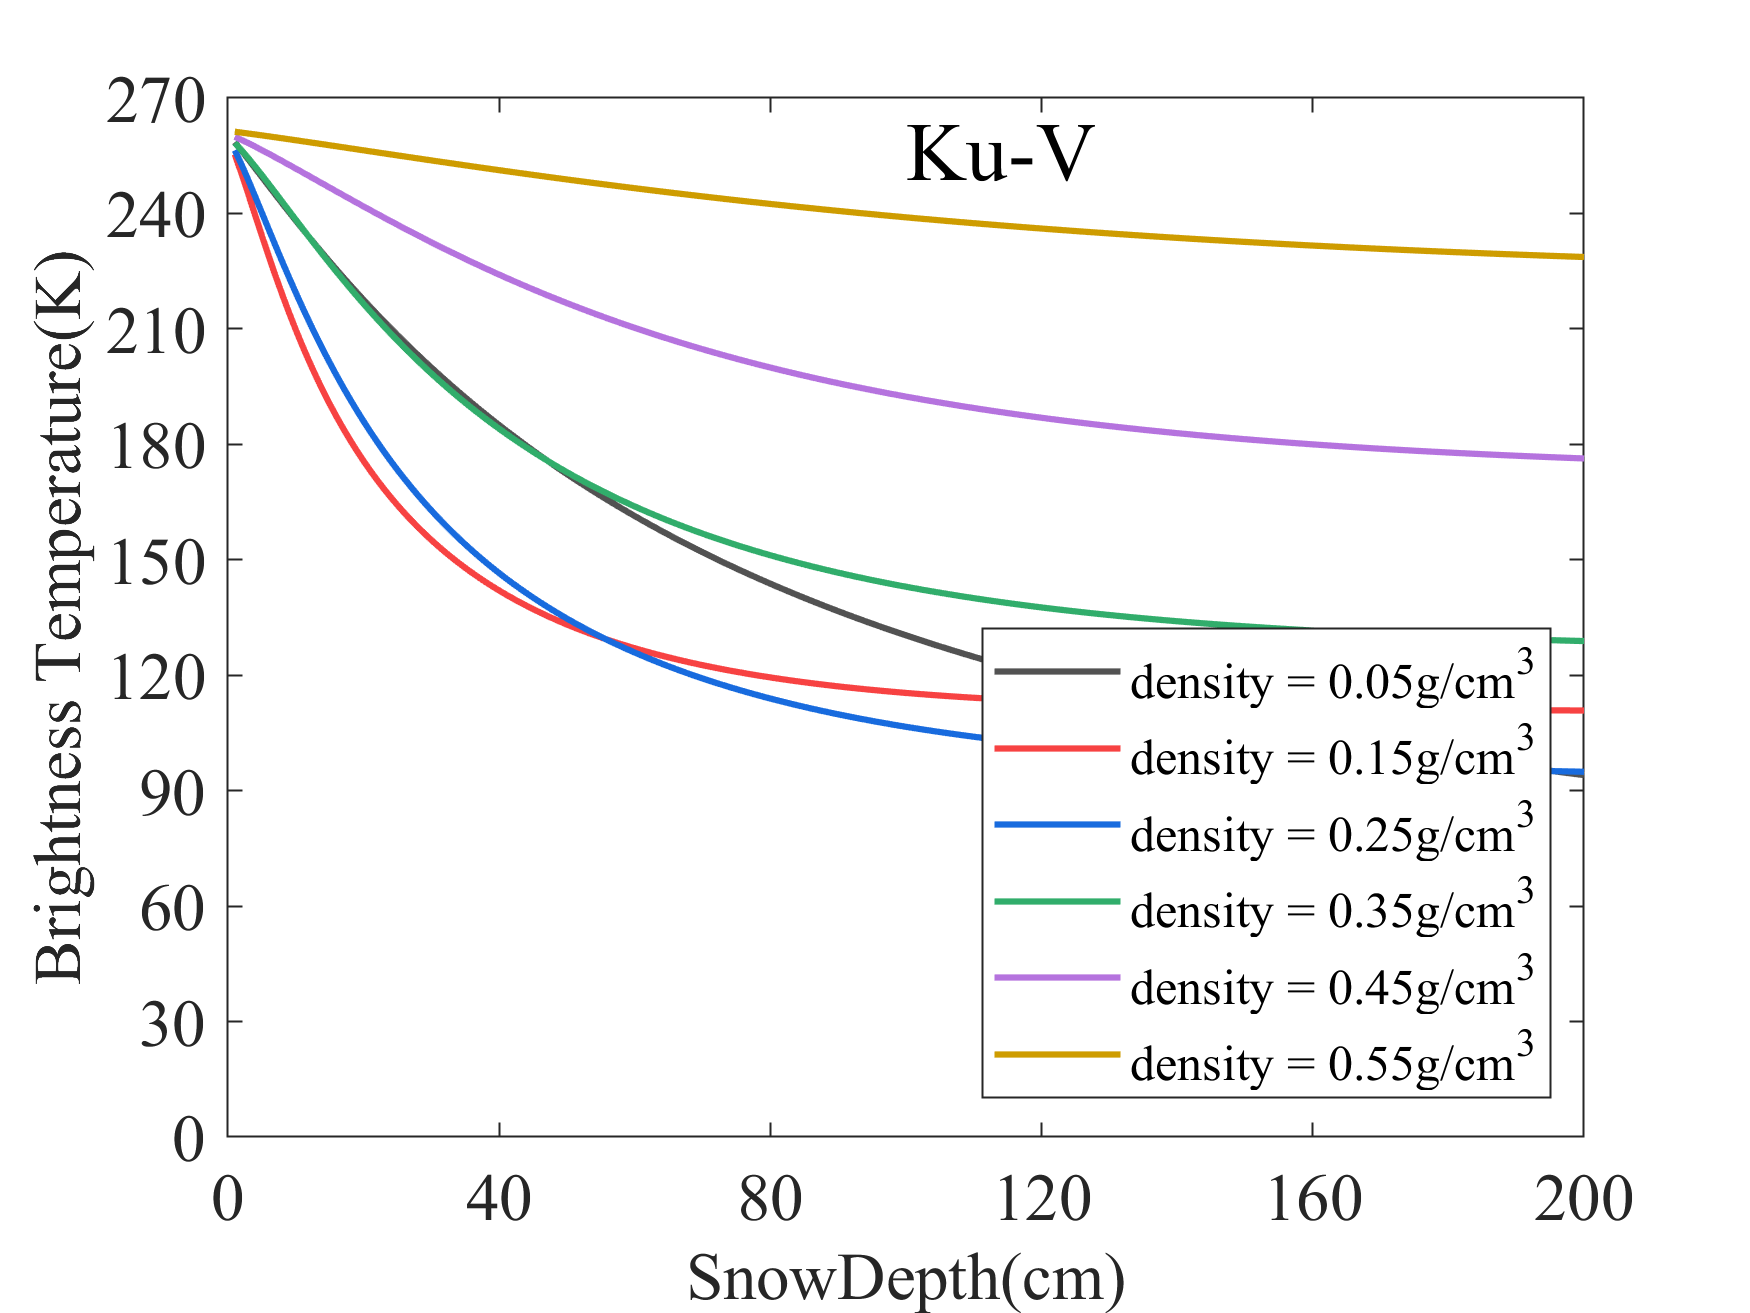 Ku-V
Brightness Temperature(K)
270
240
210
180
150
120
90
60
30
0
density = 0.05g/cm³
density = 0.15g/cm³
density = 0.25g/cm³
density = 0.35g/cm³
density = 0.45g/cm³
density = 0.55g/cm³
0 40 80 120 160 200
SnowDepth(cm)